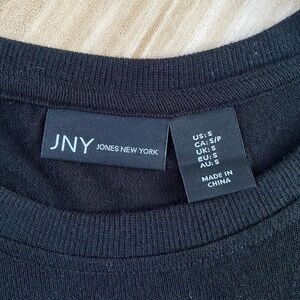 JNY JONES NEW YORK
US: S
CA: S/P
UK: S
EU: S
AU: S
MADE IN
CHINA